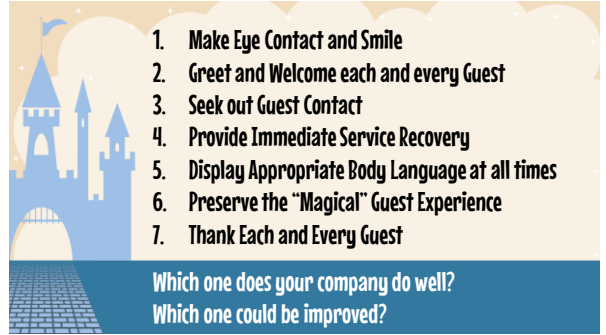 1. Make Eye Contact and Smile
2. Greet and Welcome each and every Guest
3. Seek out Guest Contact
4. Provide Immediate Service Recovery
5. Display Appropriate Body Language at all times
6. Preserve the “Magical” Guest Experience
7. Thank Each and Every Guest
Which one does your company do well?
Which one could be improved?